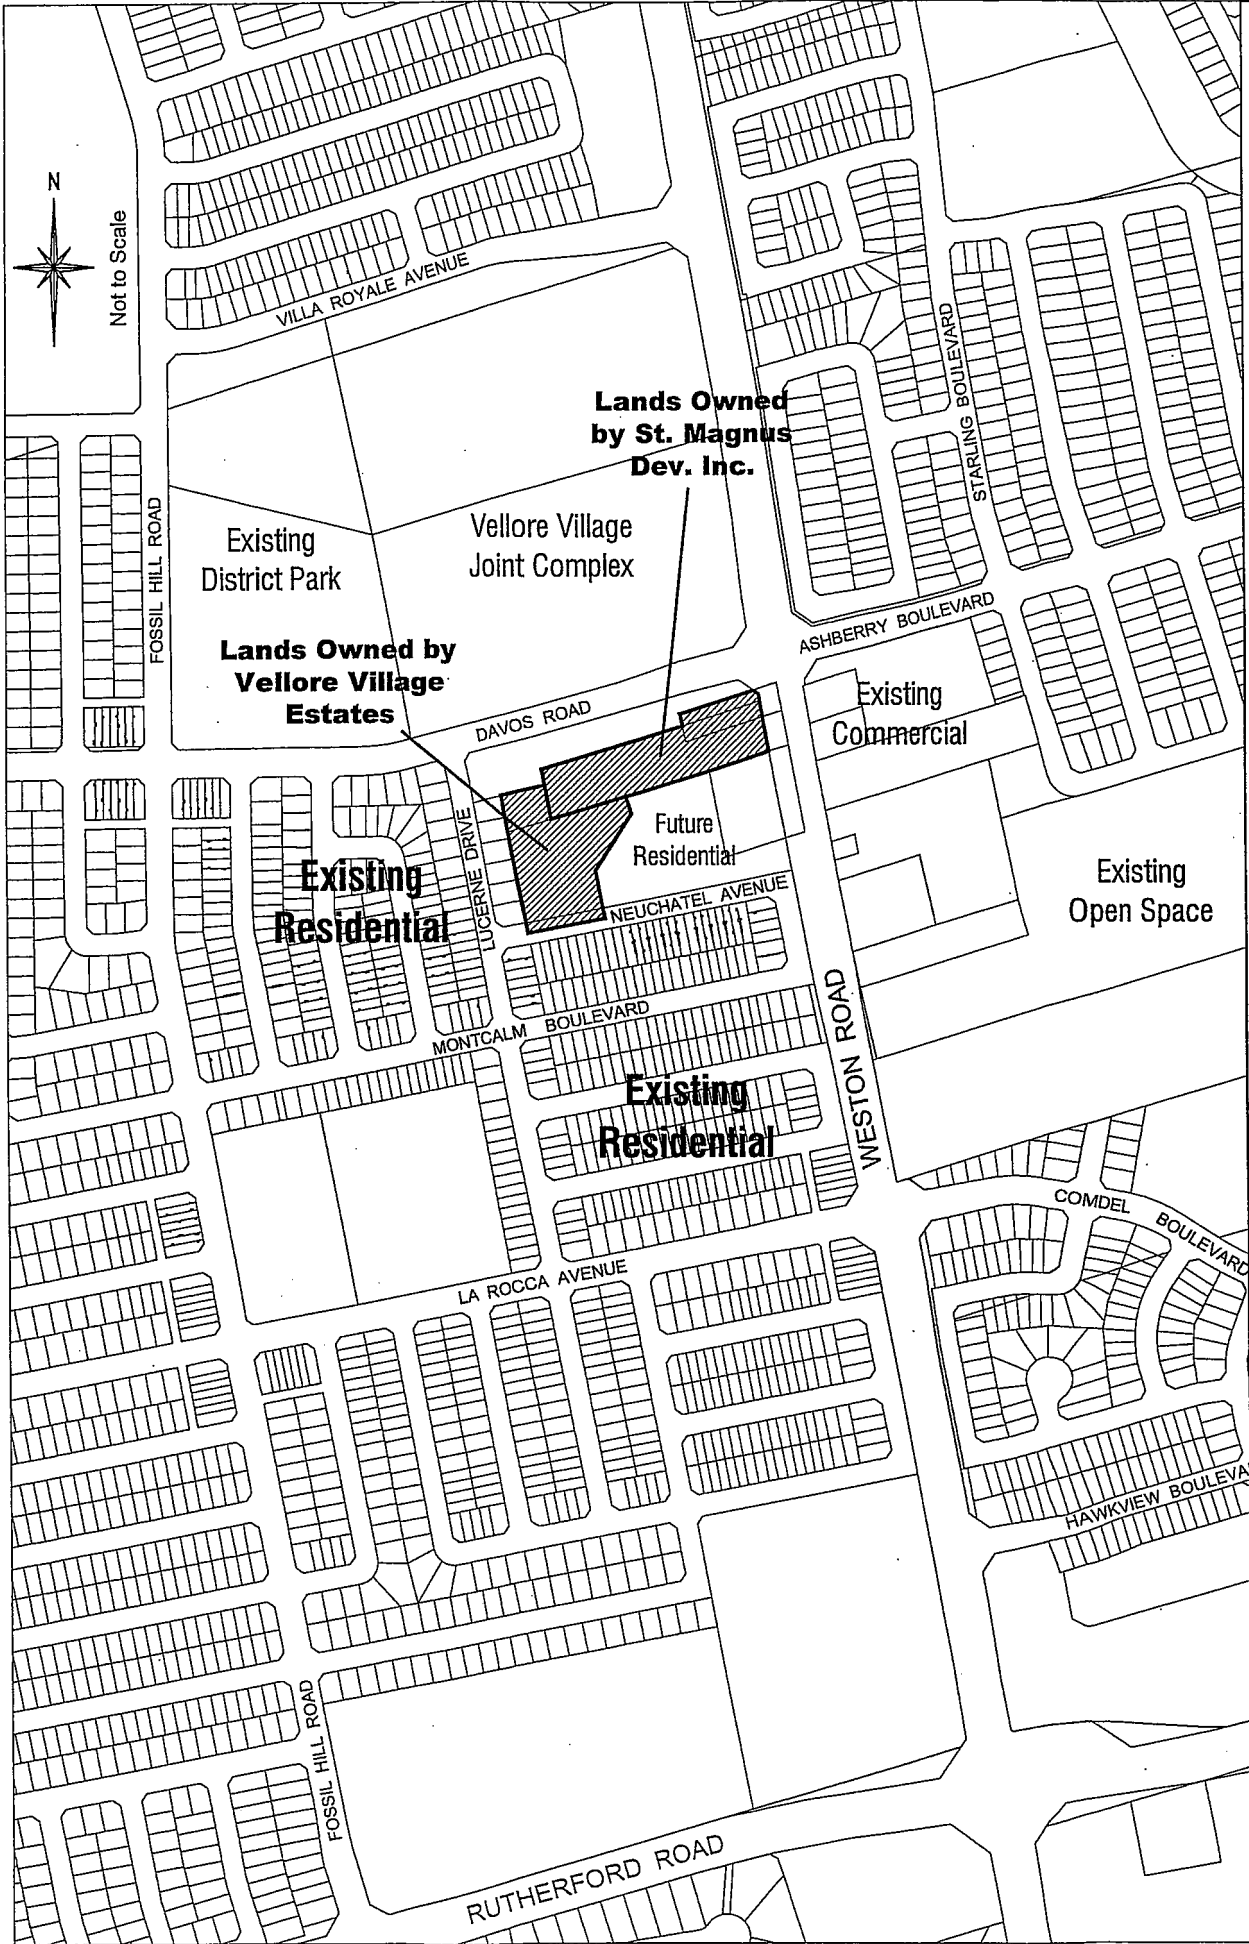 N
Not to Scale
VILLA ROYALE AVENUE
STARLING BOULEVARD
Lands Owned
by St. Magnus
Dev. Inc.
FOSSIL HILL ROAD
Existing
District Park
Vellore Village
Joint Complex
ASHBERRY BOULEVARD
Lands Owned by
Vellore Village
Estates
DAVOS ROAD
Existing
Commercial
LUCERNE DRIVE
Future
Residential
Existing
Residential
NEUCHATEL AVENUE
Existing
Open Space
MONTCALM BOULEVARD
WESTON ROAD
Existing
Residential
COMDEL BOULEVARD
LA ROCCA AVENUE
HAWKVIEW BOULEVA
FOSSIL HILL ROAD
RUTHERFORD ROAD